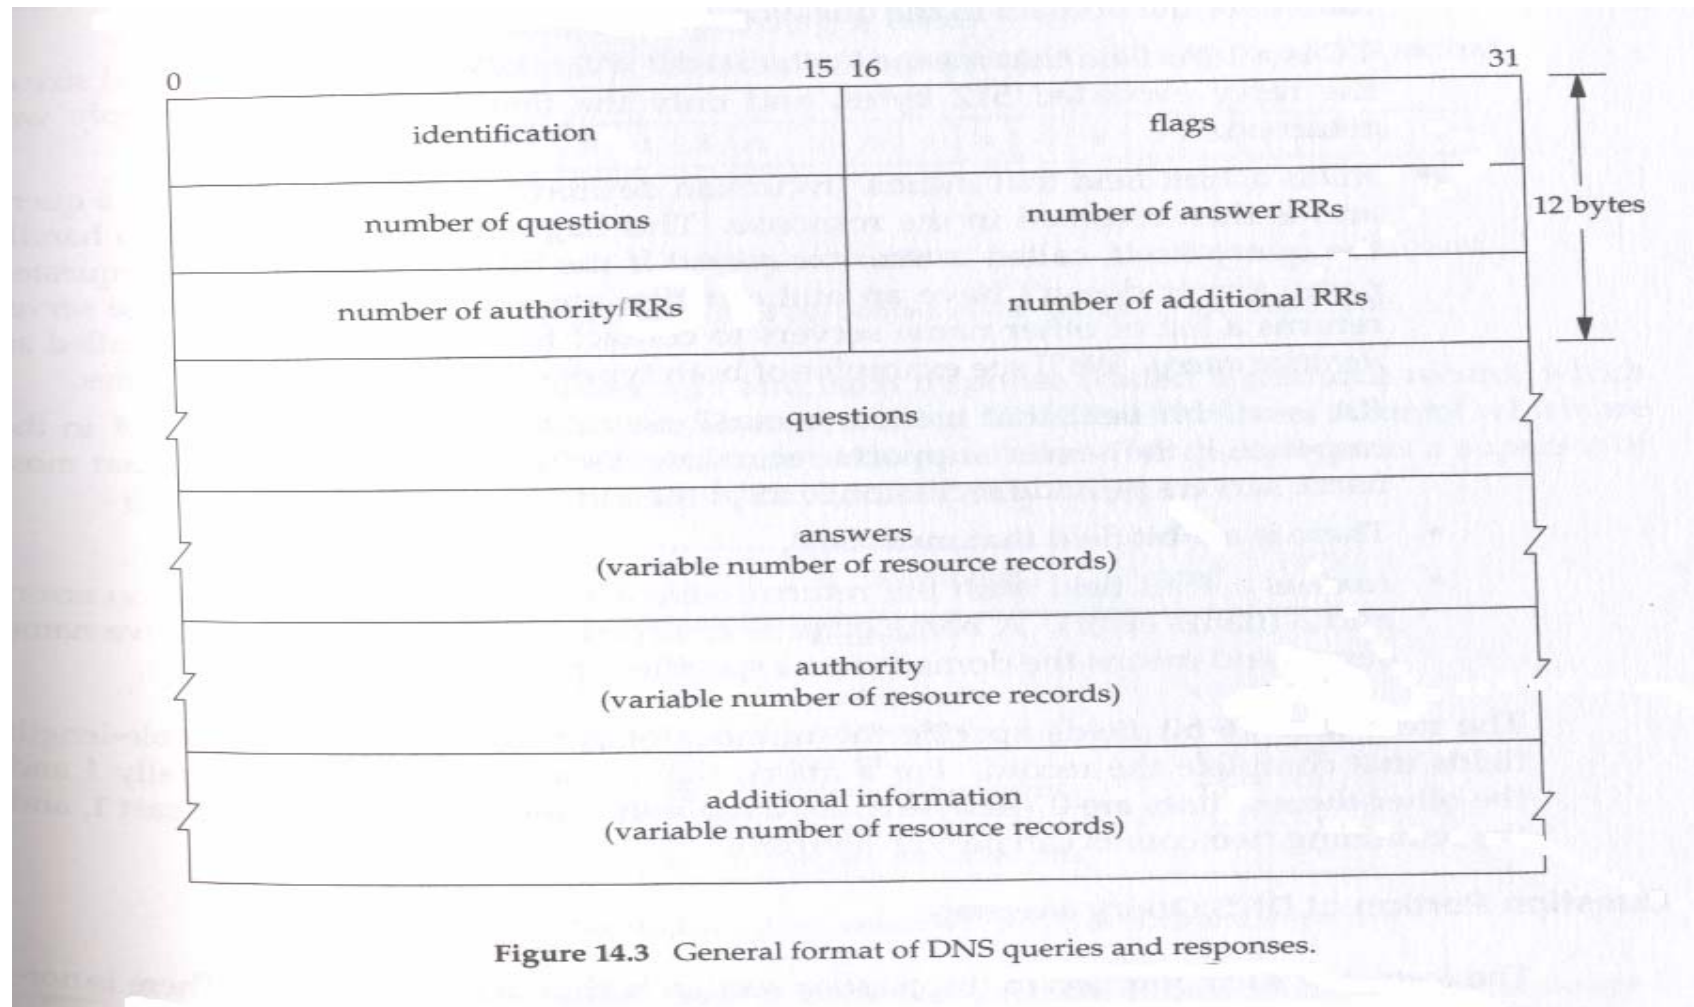 0 15 16 31
identification flags
number of questions number of answer RRs 12 bytes
number of authority RRs number of additional RRs
questions
answers
(variable number of resource records)
authority
(variable number of resource records)
additional information
(variable number of resource records)
Figure 14.3 General format of DNS queries and responses.